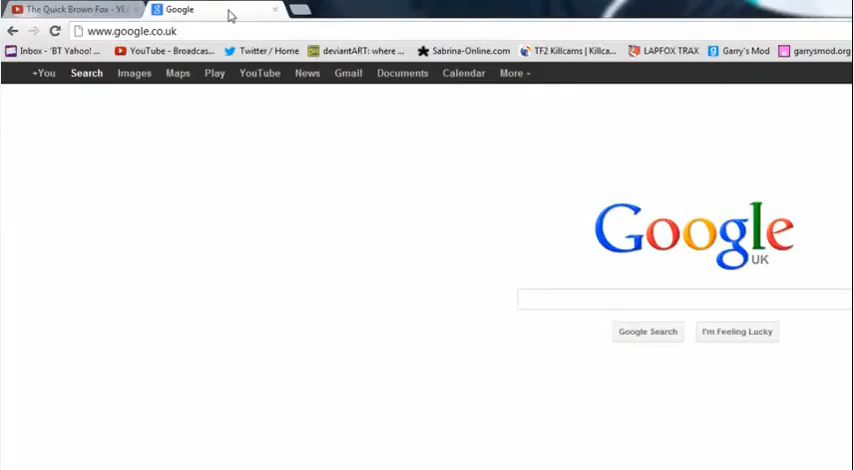 The Quick Brown Fox - YE
Google
www.google.co.uk
Inbox - 'BT Yahoo! ... YouTube - Broadcas... Twitter / Home deviantART: where ... Sabrina-Online.com TF2 Killcams | Killca... LAPFOX TRAX Garry's Mod garrysmod.org
+You Search Images Maps Play YouTube News Gmail Documents Calendar More
Google
UK
Google Search I'm Feeling Lucky